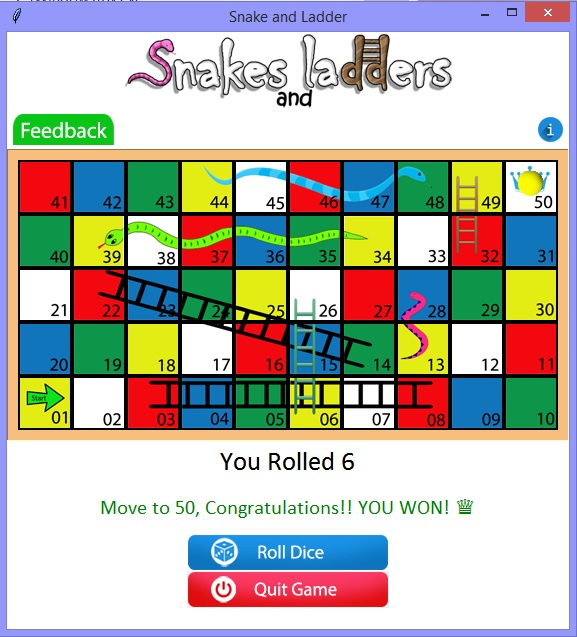 Snake and Ladder
Snakes ladders
and
Feedback
i
41 42 43 44 45 46 47 48 49 50
40 39 38 37 36 35 34 33 32 31
21 22 23 24 25 26 27 28 29 30
20 19 18 17 16 15 14 13 12 11
Start
01 02 03 04 05 06 07 08 09 10
You Rolled 6
Move to 50, Congratulations!! YOU WON! ♛
Roll Dice
Quit Game